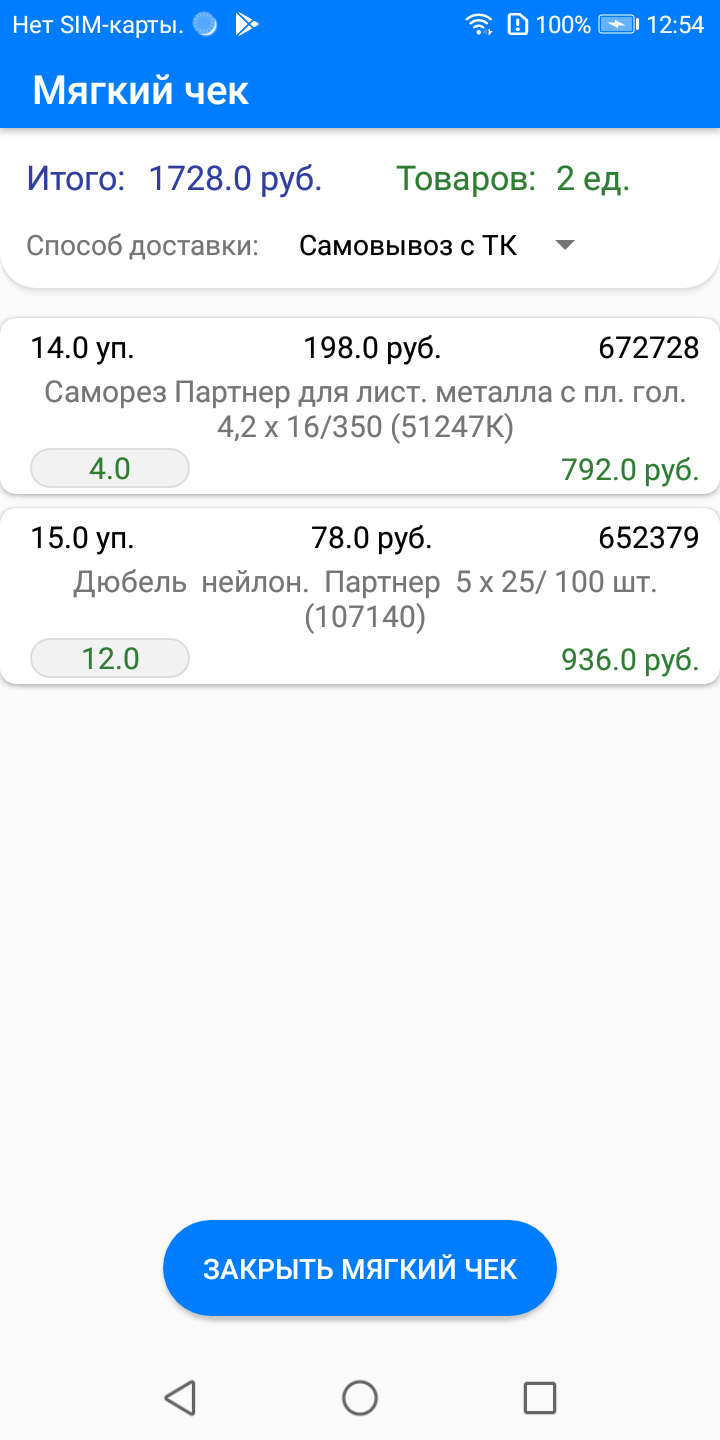 Нет SIM-карты. 100% 12:54
Мягкий чек
Итого: 1728.0 руб. Товаров: 2 ед.
Способ доставки: Самовывоз с ТК
14.0 уп. 198.0 руб. 672728
Саморез Партнер для лист. металла с пл. гол.
4,2 х 16/350 (51247К)
4.0 792.0 руб.
15.0 уп. 78.0 руб. 652379
Дюбель нейлон. Партнер 5 х 25/ 100 шт.
(107140)
12.0 936.0 руб.
ЗАКРЫТЬ МЯГКИЙ ЧЕК